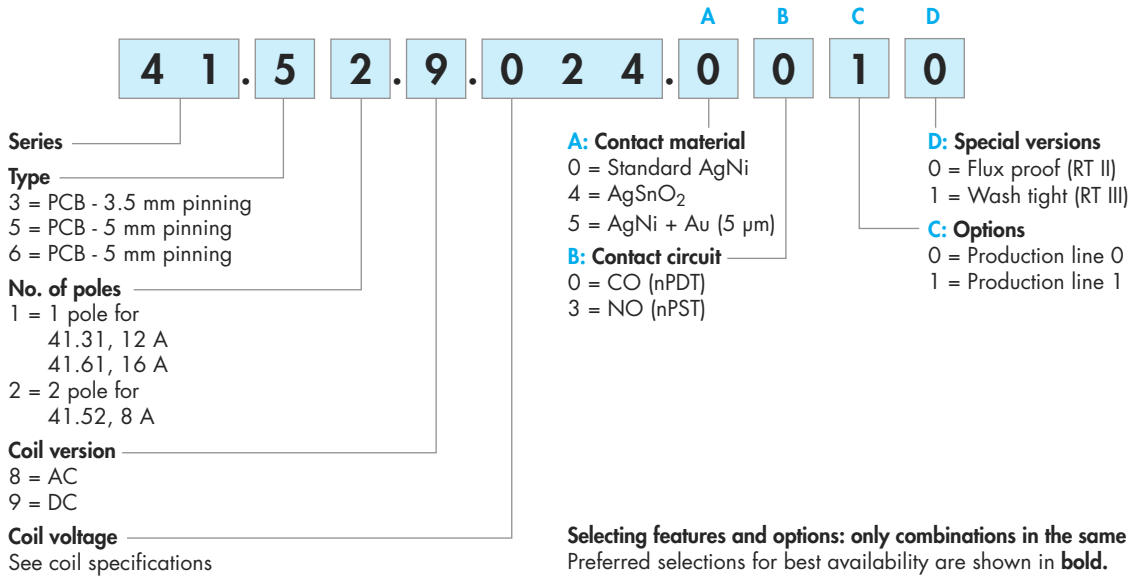 A B C D
4 1 . 5 2 . 9 . 0 2 4 . 0 0 1 0
Series
Type
3 = PCB - 3.5 mm pinning
5 = PCB - 5 mm pinning
6 = PCB - 5 mm pinning
No. of poles
1 = 1 pole for
41.31, 12 A
41.61, 16 A
2 = 2 pole for
41.52, 8 A
Coil version
8 = AC
9 = DC
Coil voltage
See coil specifications
A: Contact material
0 = Standard AgNi
4 = AgSnO₂
5 = AgNi + Au (5 µm)
B: Contact circuit
0 = CO (nPDT)
3 = NO (nPST)
D: Special versions
0 = Flux proof (RT II)
1 = Wash tight (RT III)
C: Options
0 = Production line 0
1 = Production line 1
Selecting features and options: only combinations in the same
Preferred selections for best availability are shown in bold.